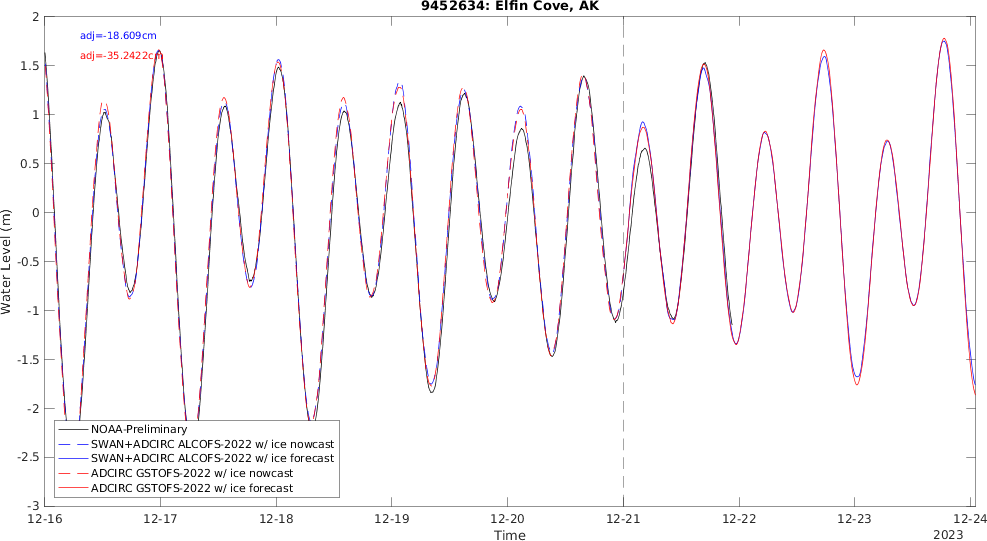 9452634: Elfin Cove, AK
adj=-18.609cm
adj=-35.2422cm
Water Level (m)
2
1.5
1
0.5
0
-0.5
-1
-1.5
-2
-2.5
-3
NOAA-Preliminary
SWAN+ADCIRC ALCOFS-2022 w/ ice nowcast
SWAN+ADCIRC ALCOFS-2022 w/ ice forecast
ADCIRC GSTOFS-2022 w/ ice nowcast
ADCIRC GSTOFS-2022 w/ ice forecast
12-16 12-17 12-18 12-19 12-20 12-21 12-22 12-23 12-24
Time
2023